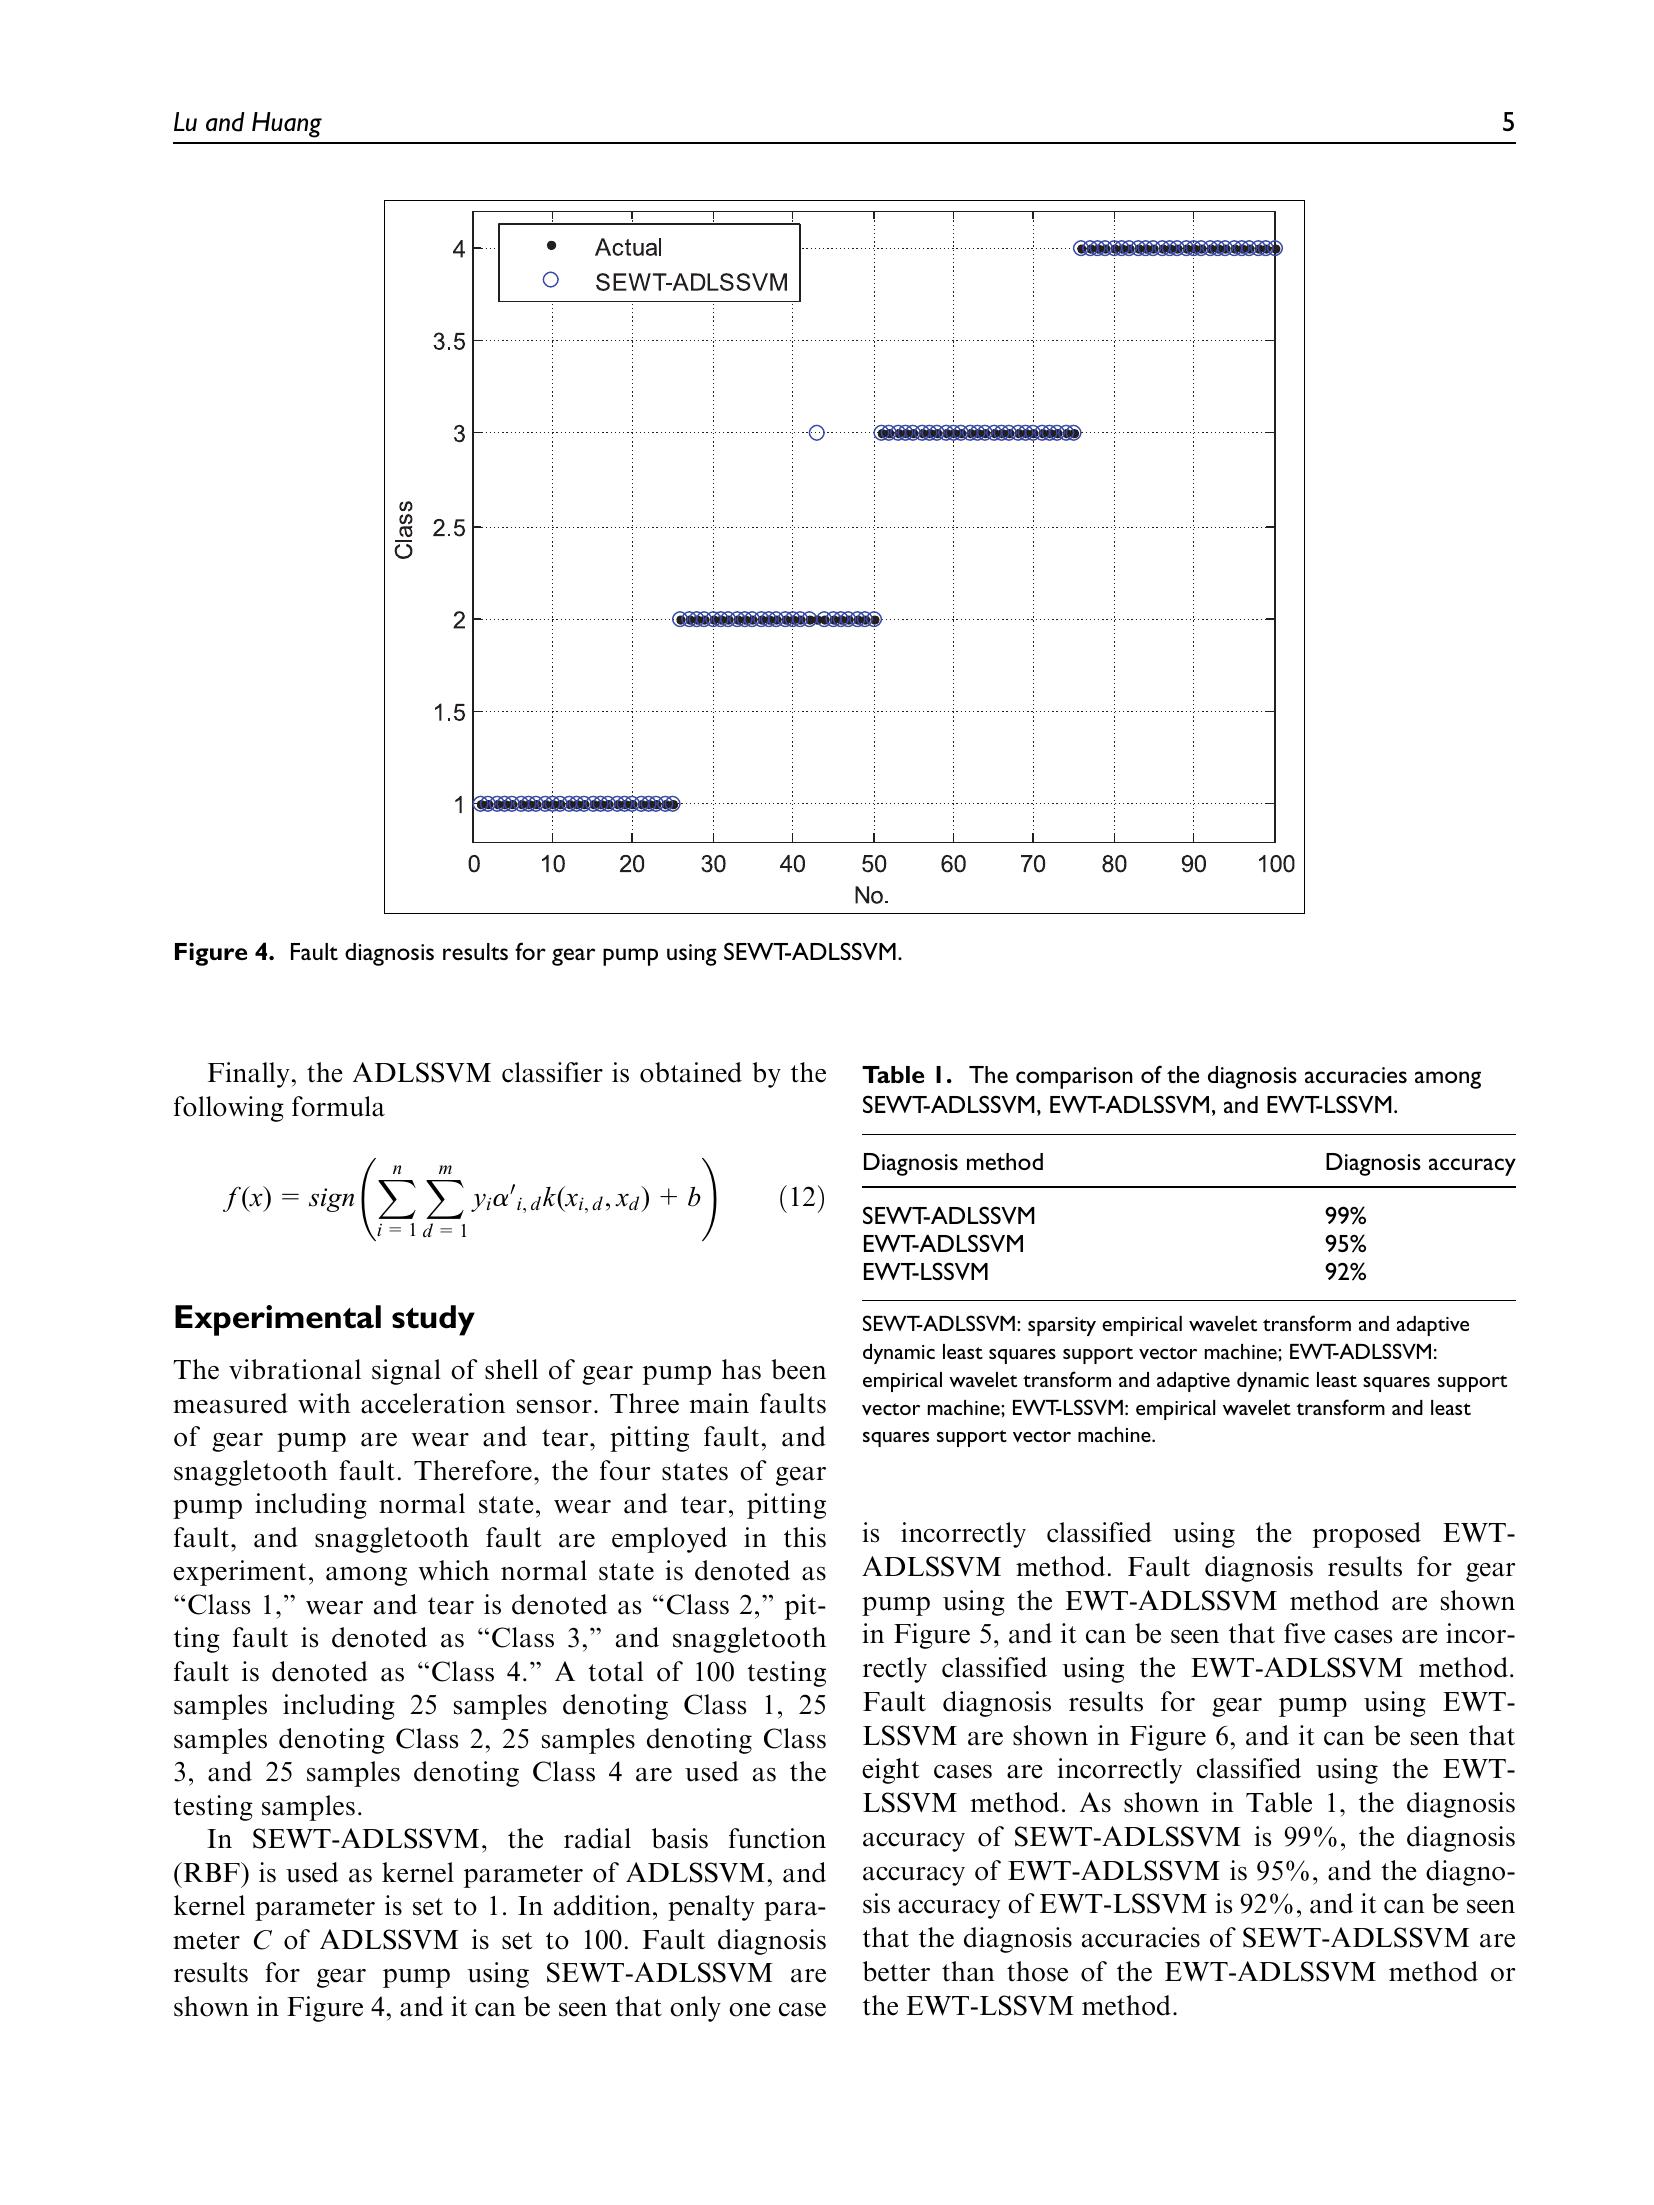 Lu and Huang 5
Actual
SEWT-ADLSSVM
4
3.5
3
2.5
2
1.5
1
Class
0 10 20 30 40 50 60 70 80 90 100
No.
Figure 4. Fault diagnosis results for gear pump using SEWT-ADLSSVM.
Finally, the ADLSSVM classifier is obtained by the
following formula
f(x) = sign(∑_{i=1}^{n} ∑_{d=1}^{m} y_i α′_{i,d} k(x_{i,d}, x_d) + b) (12)
Experimental study
The vibrational signal of shell of gear pump has been
measured with acceleration sensor. Three main faults
of gear pump are wear and tear, pitting fault, and
snaggletooth fault. Therefore, the four states of gear
pump including normal state, wear and tear, pitting
fault, and snaggletooth fault are employed in this
experiment, among which normal state is denoted as
“Class 1,” wear and tear is denoted as “Class 2,” pit-
ting fault is denoted as “Class 3,” and snaggletooth
fault is denoted as “Class 4.” A total of 100 testing
samples including 25 samples denoting Class 1, 25
samples denoting Class 2, 25 samples denoting Class
3, and 25 samples denoting Class 4 are used as the
testing samples.
In SEWT-ADLSSVM, the radial basis function
(RBF) is used as kernel parameter of ADLSSVM, and
kernel parameter is set to 1. In addition, penalty para-
meter C of ADLSSVM is set to 100. Fault diagnosis
results for gear pump using SEWT-ADLSSVM are
shown in Figure 4, and it can be seen that only one case
Table 1. The comparison of the diagnosis accuracies among
SEWT-ADLSSVM, EWT-ADLSSVM, and EWT-LSSVM.
Diagnosis method Diagnosis accuracy
SEWT-ADLSSVM 99%
EWT-ADLSSVM 95%
EWT-LSSVM 92%
SEWT-ADLSSVM: sparsity empirical wavelet transform and adaptive
dynamic least squares support vector machine; EWT-ADLSSVM:
empirical wavelet transform and adaptive dynamic least squares support
vector machine; EWT-LSSVM: empirical wavelet transform and least
squares support vector machine.
is incorrectly classified using the proposed EWT-
ADLSSVM method. Fault diagnosis results for gear
pump using the EWT-ADLSSVM method are shown
in Figure 5, and it can be seen that five cases are incor-
rectly classified using the EWT-ADLSSVM method.
Fault diagnosis results for gear pump using EWT-
LSSVM are shown in Figure 6, and it can be seen that
eight cases are incorrectly classified using the EWT-
LSSVM method. As shown in Table 1, the diagnosis
accuracy of SEWT-ADLSSVM is 99%, the diagnosis
accuracy of EWT-ADLSSVM is 95%, and the diagno-
sis accuracy of EWT-LSSVM is 92%, and it can be seen
that the diagnosis accuracies of SEWT-ADLSSVM are
better than those of the EWT-ADLSSVM method or
the EWT-LSSVM method.